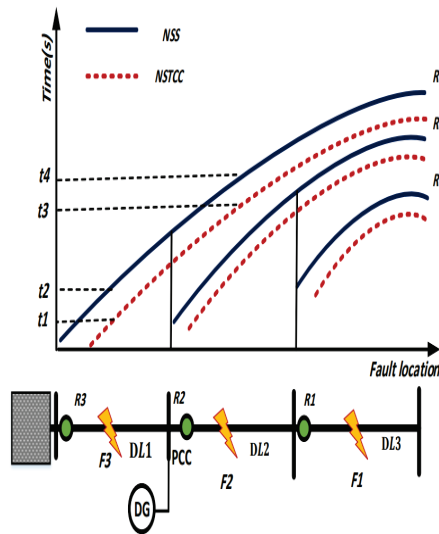 Time(s)
NSS
NSTCC
R
R
R
t4
t3
t2
t1
Fault location
R3
R2
R1
DL1
DL2
DL3
F3
PCC
F2
F1
DG